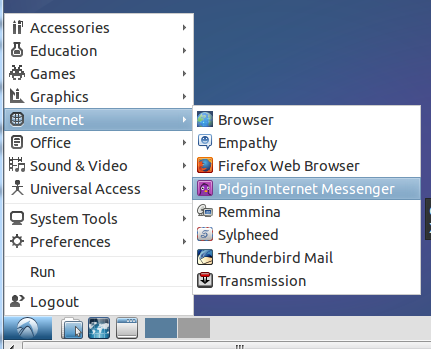 Accessories
Education
Games
Graphics
Internet
Office
Sound & Video
Universal Access
System Tools
Preferences
Run
Logout
Browser
Empathy
Firefox Web Browser
Pidgin Internet Messenger
Remmina
Sylpheed
Thunderbird Mail
Transmission